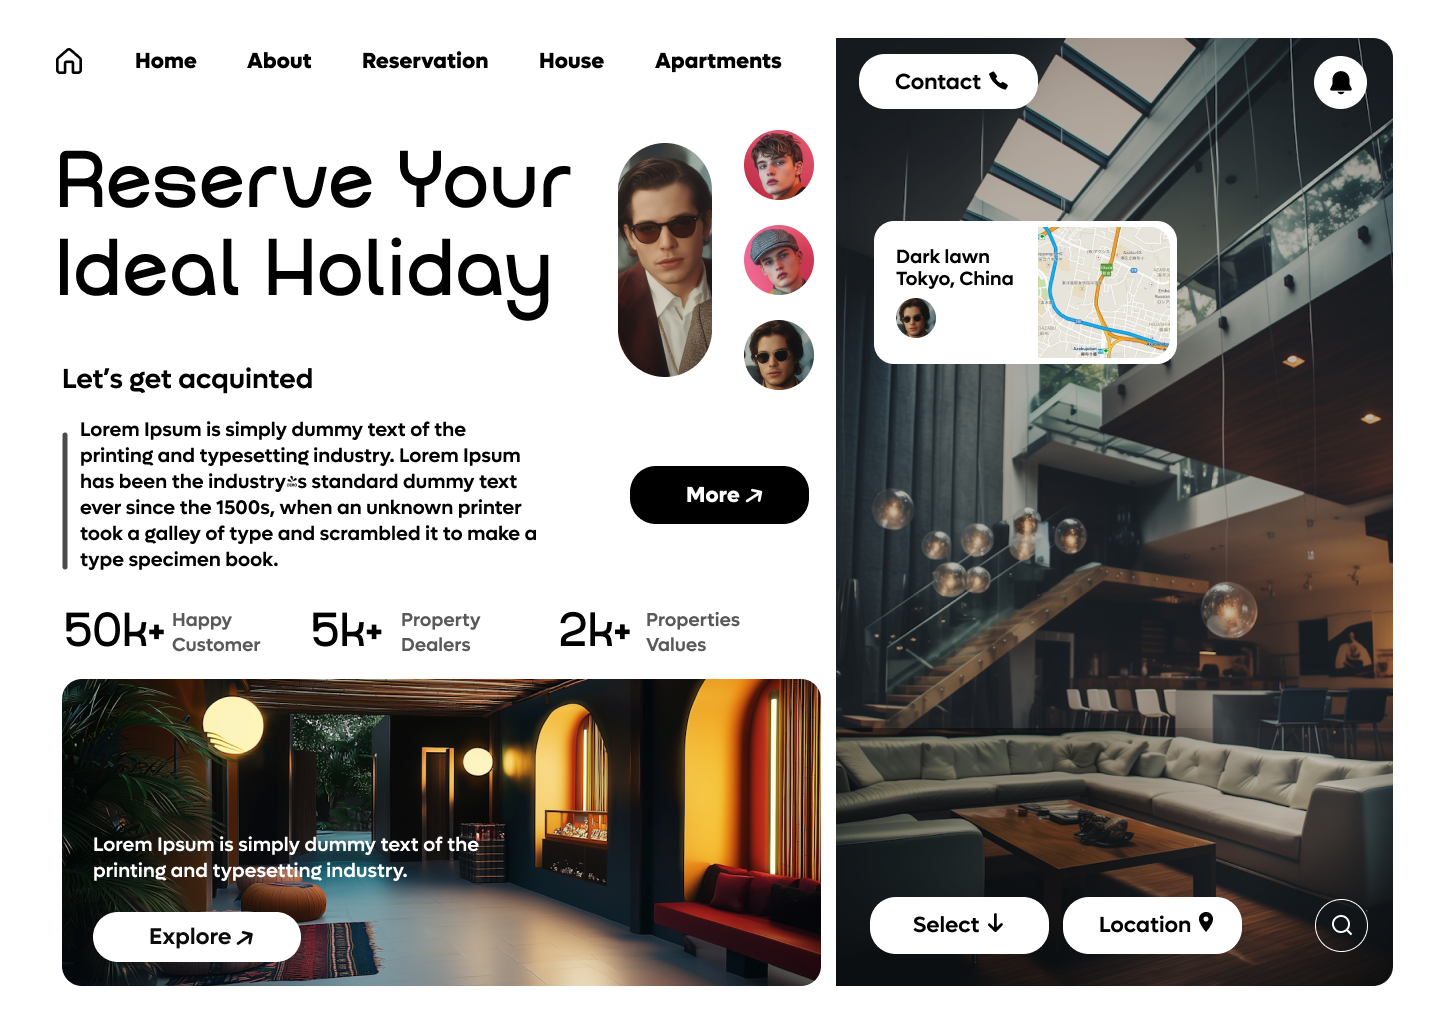 Home About Reservation House Apartments
Contact
Reserve Your
Ideal Holiday
Dark lawn
Tokyo, China
Let's get acquinted
Lorem Ipsum is simply dummy text of the
printing and typesetting industry. Lorem Ipsum
has been the industry s standard dummy text
ever since the 1500s, when an unknown printer
took a galley of type and scrambled it to make a
type specimen book.
More
50k+ Happy
Customer
5k+ Property
Dealers
2k+ Properties
Values
Lorem Ipsum is simply dummy text of the
printing and typesetting industry.
Explore
Select
Location